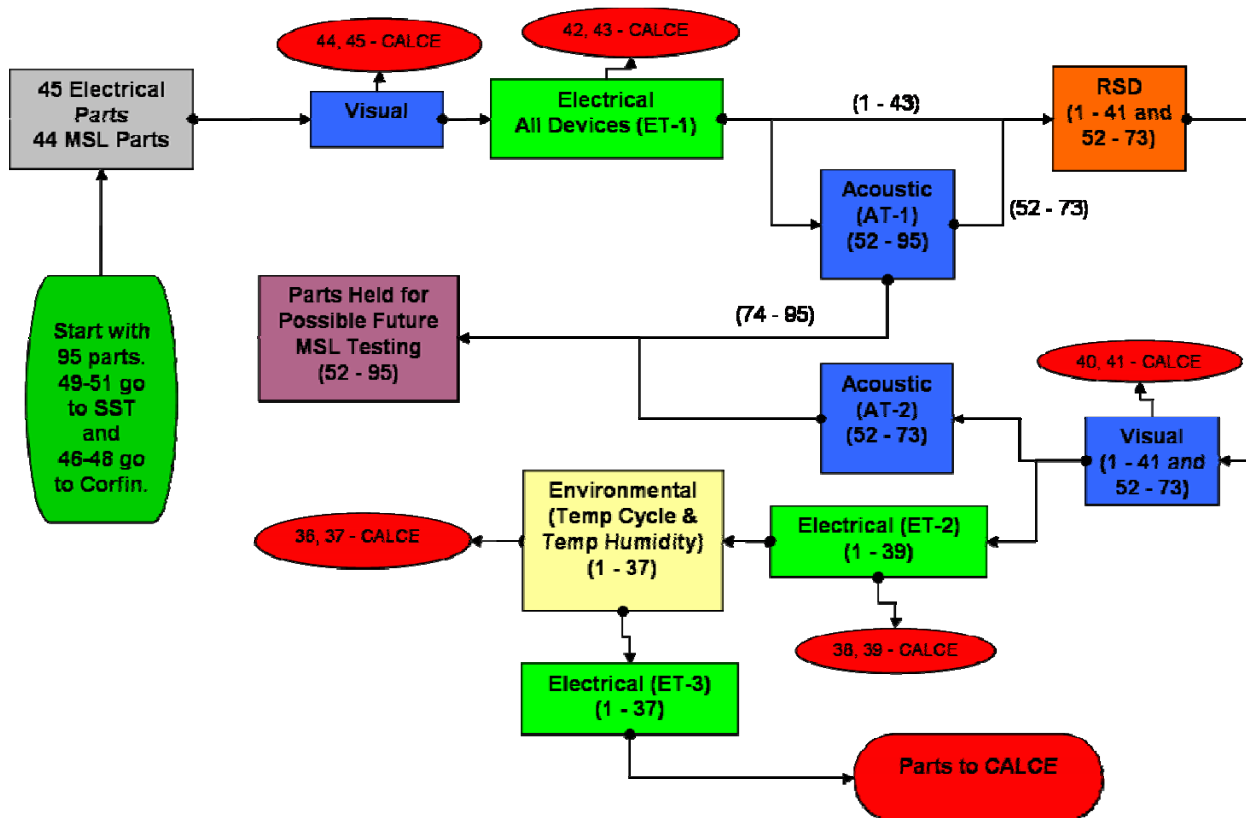 44, 45 - CALCE
42, 43 - CALCE
45 Electrical
Parts
44 MSL Parts
Visual
Electrical
All Devices (ET-1)
(1 - 43)
RSD
(1 - 41 and
52 - 73)
Acoustic
(AT-1)
(52 - 95)
(52 - 73)
Start with
95 parts.
49-51 go
to SST
and
46-48 go
to Corfin.
Parts Held for
Possible Future
MSL Testing
(52 - 95)
(74 - 95)
40, 41 - CALCE
Acoustic
(AT-2)
(52 - 73)
Visual
(1 - 41 and
52 - 73)
Environmental
(Temp Cycle &
Temp Humidity)
(1 - 37)
36, 37 - CALCE
Electrical (ET-2)
(1 - 39)
38, 39 - CALCE
Electrical (ET-3)
(1 - 37)
Parts to CALCE